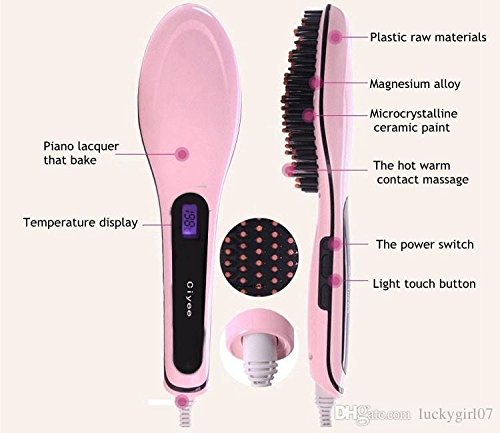 Plastic raw materials
Magnesium alloy
Microcrystalline
ceramic paint
Piano lacquer
that bake
The hot warm
contact massage
Temperature display
198
The power switch
Light touch button
Ciyee
DHgate.com luckygirl07